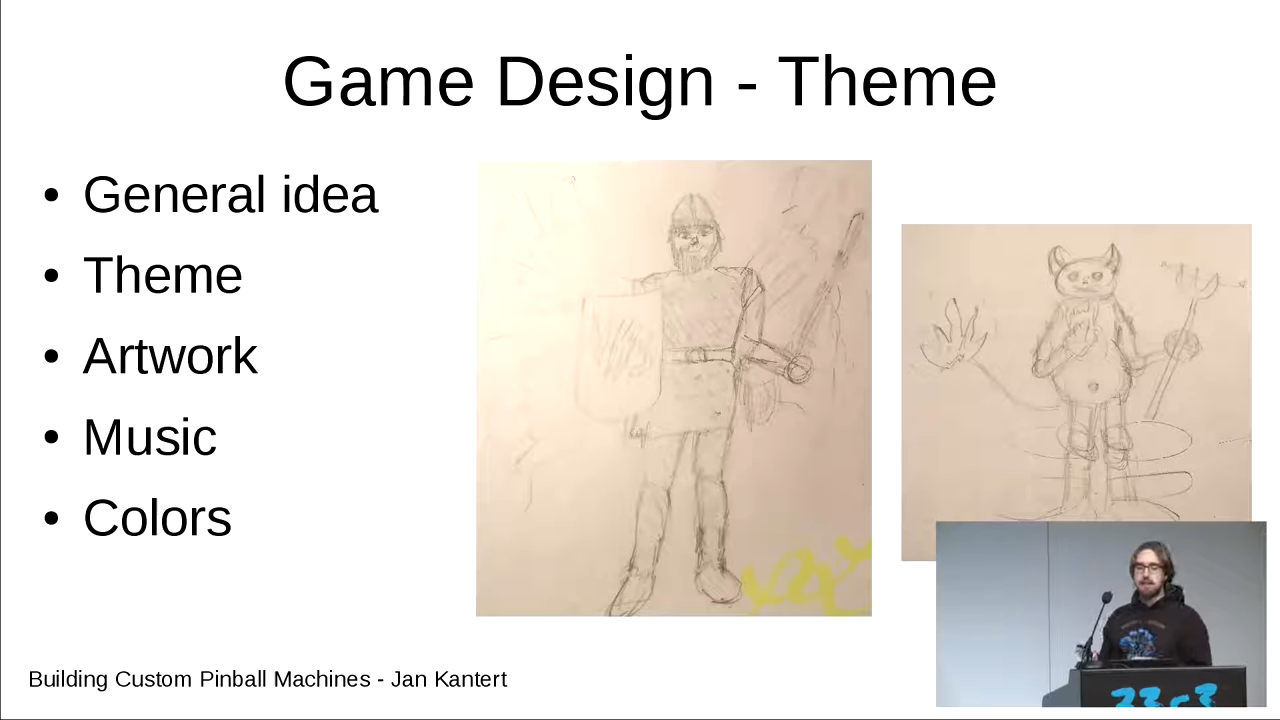 Game Design - Theme
• General idea
• Theme
• Artwork
• Music
• Colors
Building Custom Pinball Machines - Jan Kantert